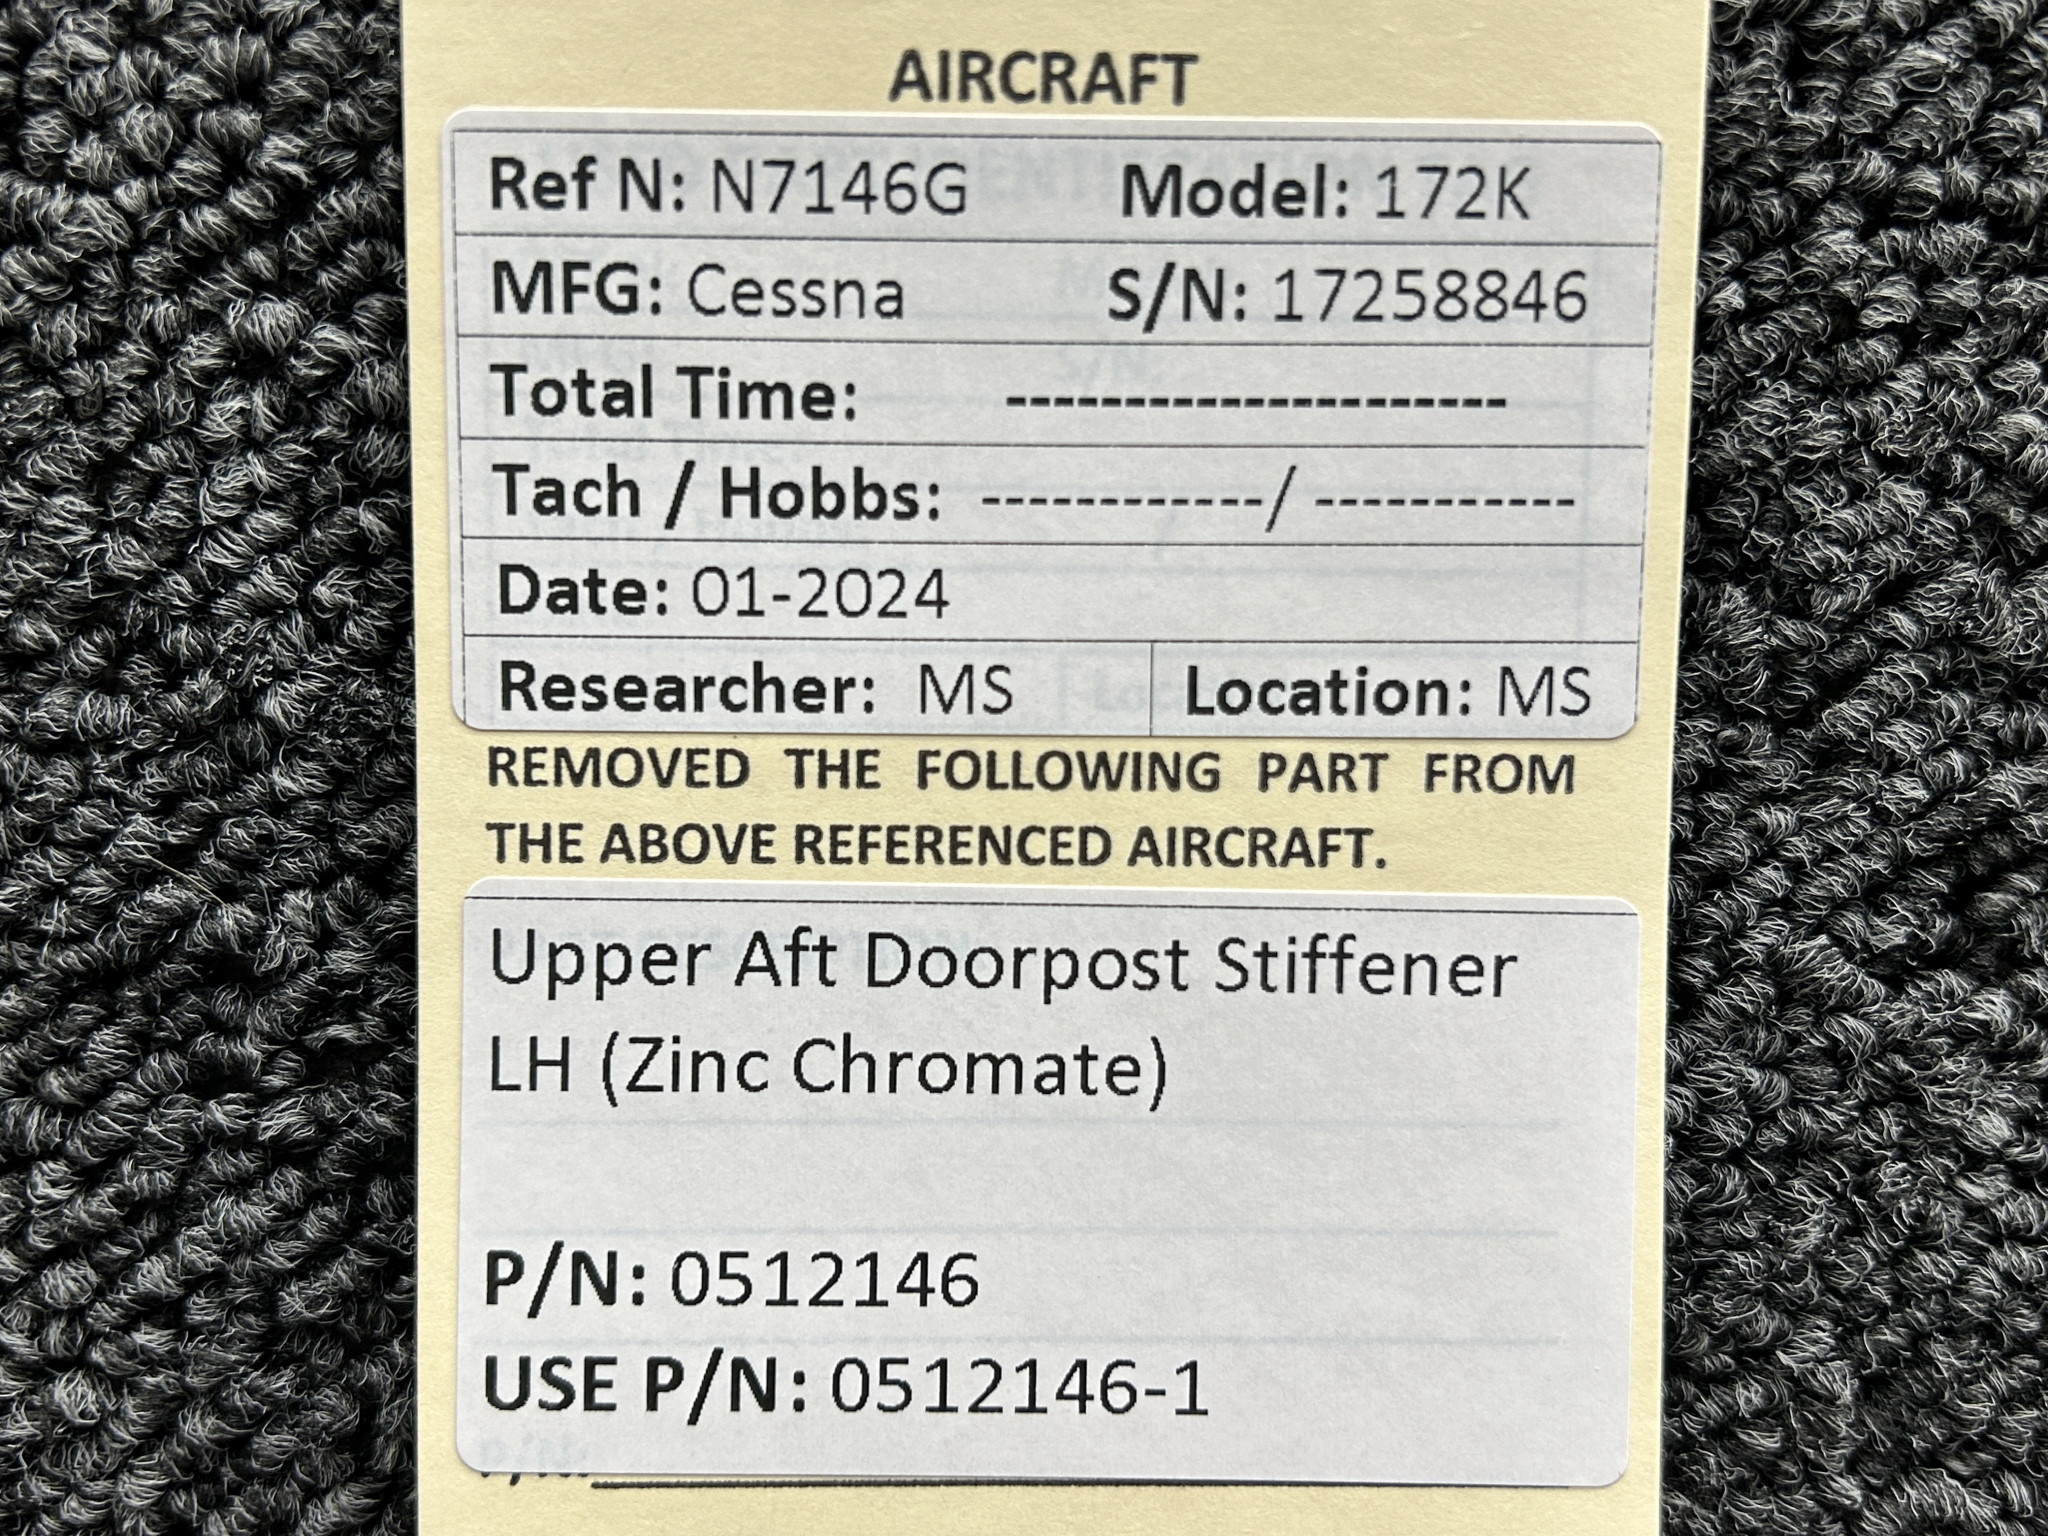 AIRCRAFT
Ref N: N7146G Model: 172K
MFG: Cessna S/N: 17258846
Total Time: ---------------------
Tach / Hobbs: ------------/ -----------
Date: 01-2024
Researcher: MS Location: MS
REMOVED THE FOLLOWING PART FROM
THE ABOVE REFERENCED AIRCRAFT.
Upper Aft Doorpost Stiffener
LH (Zinc Chromate)
P/N: 0512146
USE P/N: 0512146-1